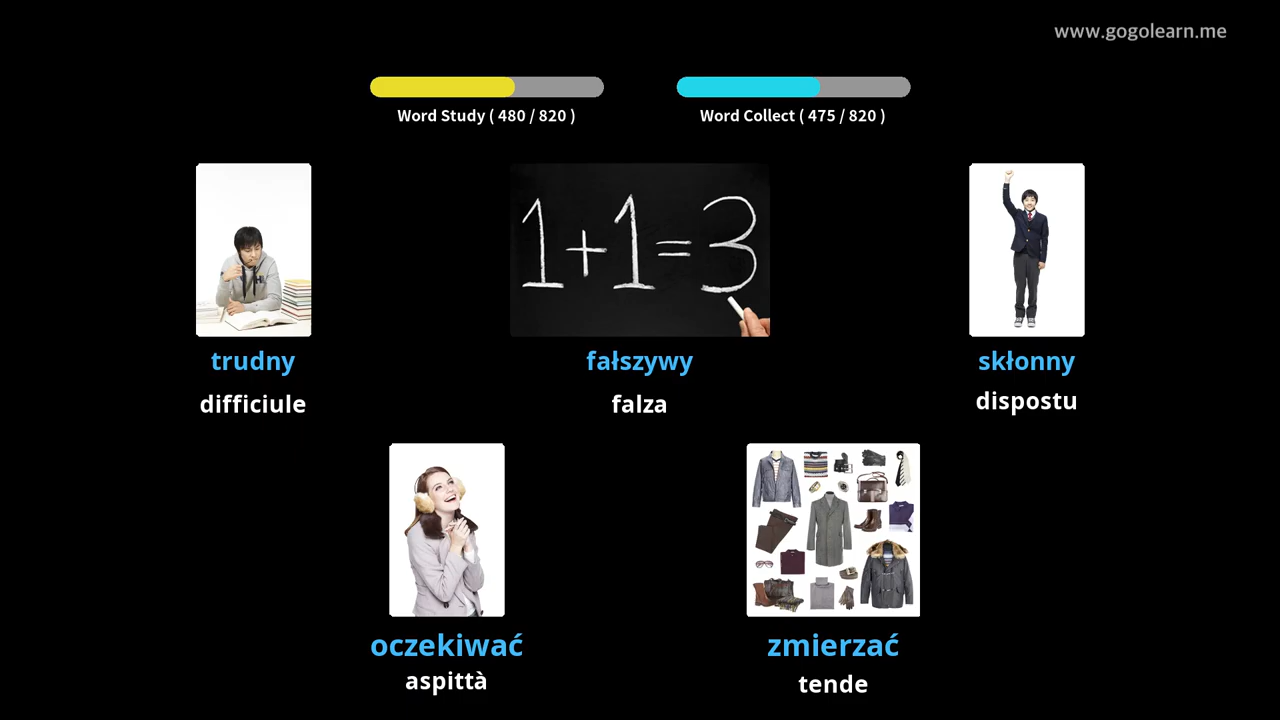 www.gogolearn.me
Word Study ( 480 / 820 )
Word Collect ( 475 / 820 )
1+1=3
trudny
difficiule
fałszywy
falza
skłonny
dispostu
oczekiwać
aspittà
zmierzać
tende